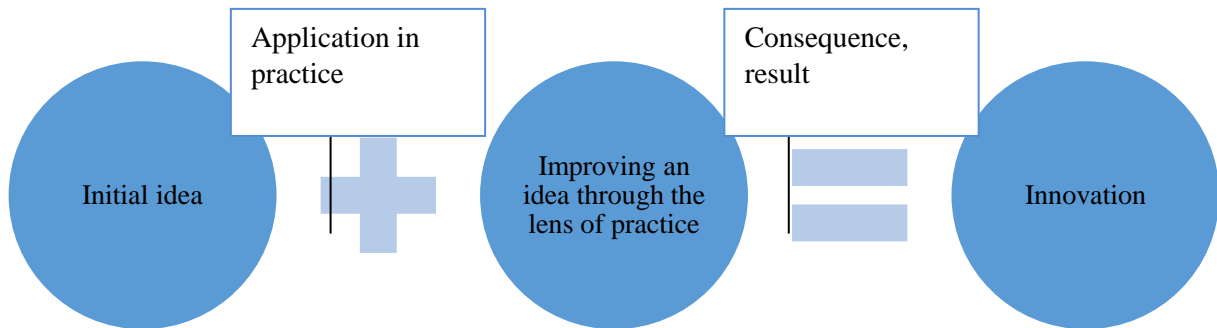 Application in
practice
Consequence,
result
Initial idea
Improving an
idea through the
lens of practice
Innovation